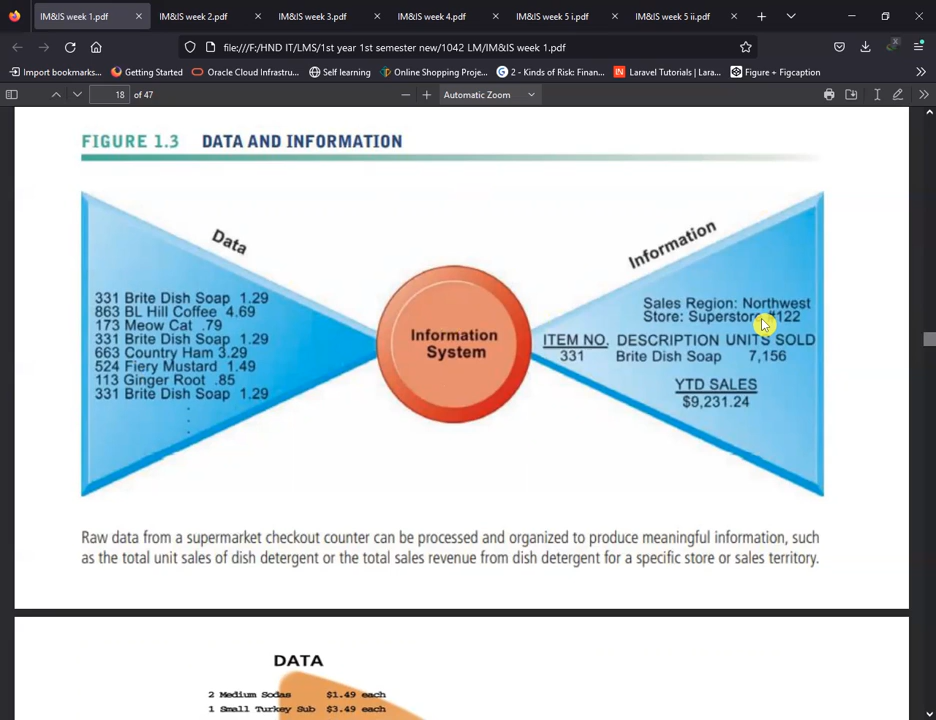 IM&IS week 1.pdf
IM&IS week 2.pdf
IM&IS week 3.pdf
IM&IS week 4.pdf
IM&IS week 5 i.pdf
IM&IS week 5 ii.pdf
file:///F:/HND IT/LMS/1st year 1st semester new/1042 LM/IM&IS week 1.pdf
Import bookmarks...
Getting Started
Oracle Cloud Infrastru...
Self learning
Online Shopping Proje...
2 - Kinds of Risk: Finan...
Laravel Tutorials | Lara...
Figure + Figcaption
18 of 47
Automatic Zoom
FIGURE 1.3 DATA AND INFORMATION
Data
331 Brite Dish Soap 1.29
863 BL Hill Coffee 4.69
173 Meow Cat .79
331 Brite Dish Soap 1.29
663 Country Ham 3.29
524 Fiery Mustard 1.49
113 Ginger Root .85
331 Brite Dish Soap 1.29
Information
System
Information
Sales Region: Northwest
Store: Superstore #122
ITEM NO. DESCRIPTION UNITS SOLD
331 Brite Dish Soap 7,156
YTD SALES
$9,231.24
Raw data from a supermarket checkout counter can be processed and organized to produce meaningful information, such
as the total unit sales of dish detergent or the total sales revenue from dish detergent for a specific store or sales territory.
DATA
2 Medium Sodas $1.49 each
1 Small Turkey Sub $3.49 each